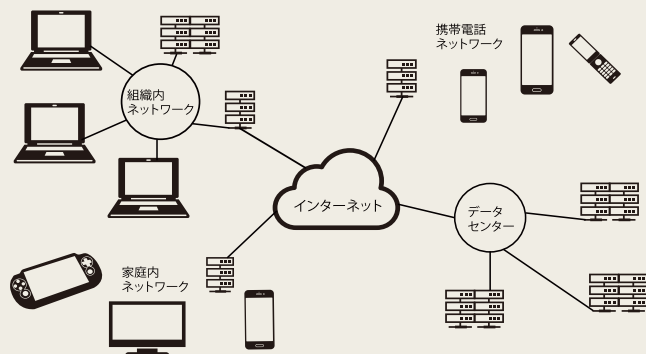 携帯電話
ネットワーク
組織内
ネットワーク
インターネット
データ
センター
家庭内
ネットワーク